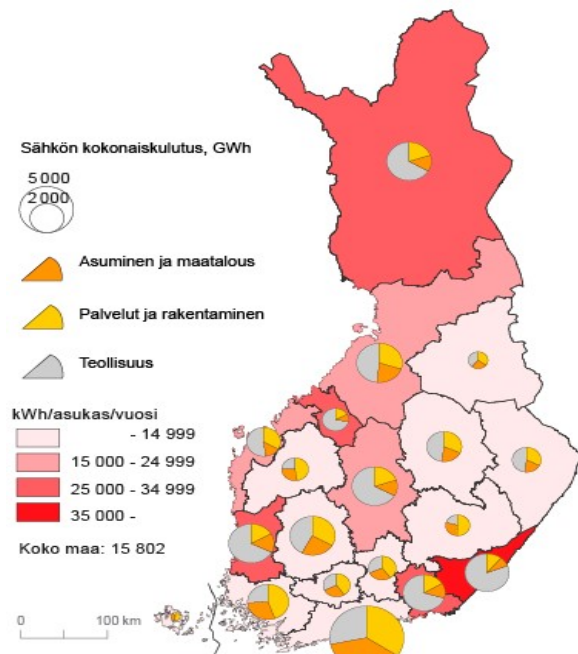 Sähkön kokonaiskulutus, GWh
5 000
2 000
Asuminen ja maatalous
Palvelut ja rakentaminen
Teollisuus
kWh/asukas/vuosi
- 14 999
15 000 - 24 999
25 000 - 34 999
35 000 -
Koko maa: 15 802
0 100 km